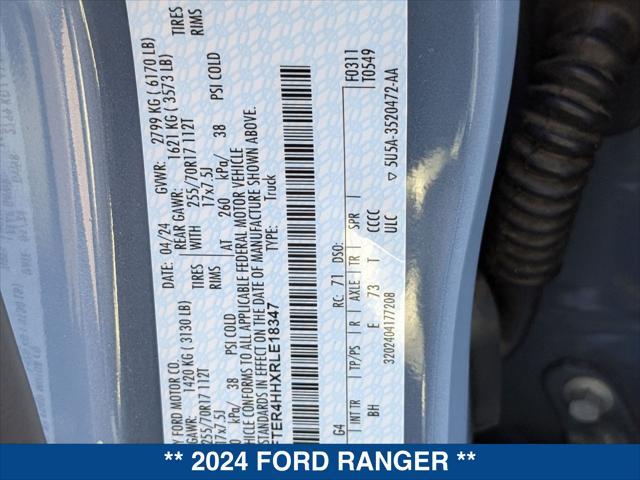 Y FORD MOTOR CO. 04/24 GVWR: 2799 KG ( 6170 LB)
GAWR: 1420 KG ( 3130 LB) REAR GAWR: 1621 KG ( 3573 LB)
255/70R17 112T TIRES WITH 255/70R17 112T TIRES
17x7.5J RIMS 17x7.5J RIMS
kPa/ 38 PSI COLD AT 260 kPa/ 38 PSI COLD
VEHICLE CONFORMS TO ALL APPLICABLE FEDERAL MOTOR VEHICLE
STANDARDS IN EFFECT ON THE DATE OF MANUFACTURE SHOWN ABOVE.
FTER4HHXRLE18347 TYPE: Truck
F0311
G4 RC: 71 DSO: T0549
INT TR TP/PS R AXLE TR SPR
BH E 73 T CCCC
3202404177208 ULC
▽ 5U5A-3520472-AA
** 2024 FORD RANGER **